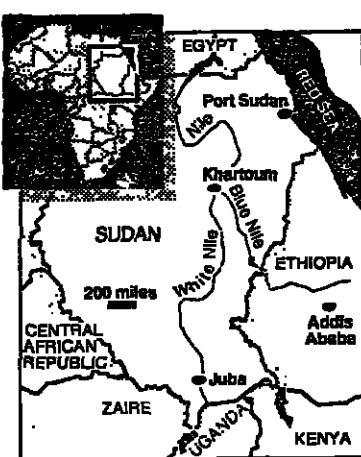 EGYPT
RED SEA
Port Sudan
Nile
Khartoum
Blue Nile
SUDAN
ETHIOPIA
White Nile
200 miles
Addis
Ababa
CENTRAL
AFRICAN
REPUBLIC
Juba
ZAIRE
UGANDA
KENYA